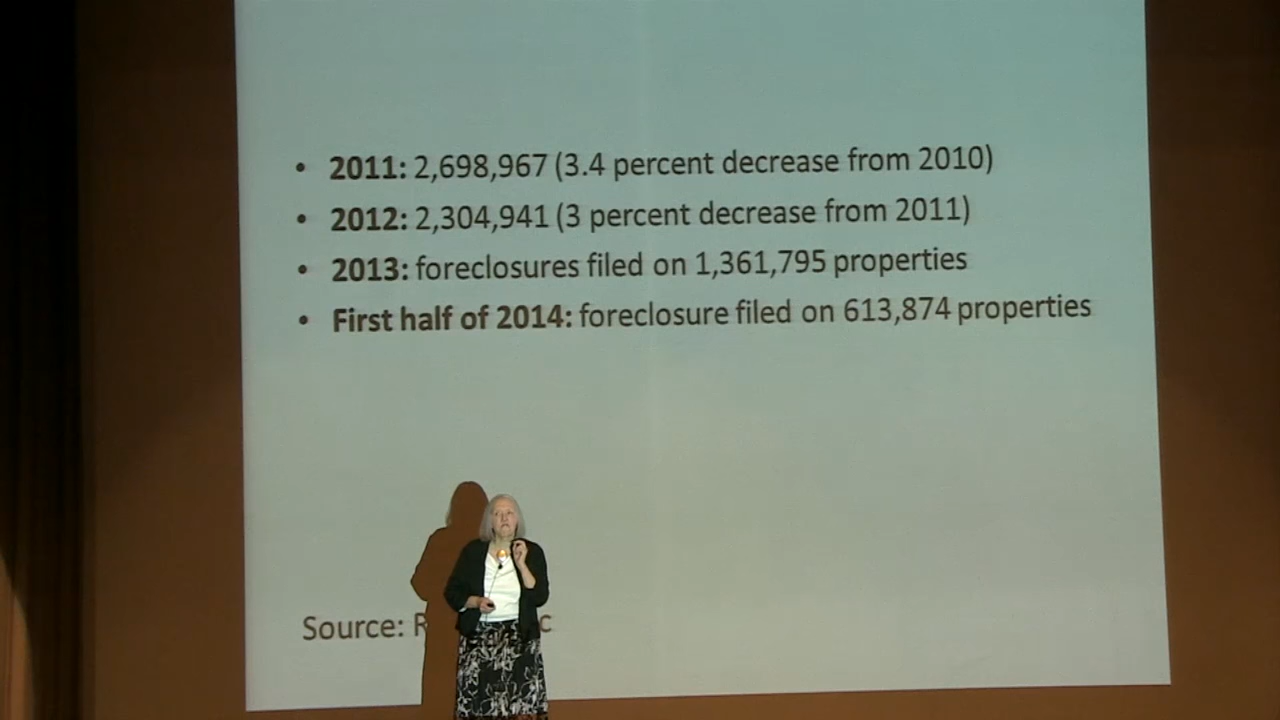 • 2011: 2,698,967 (3.4 percent decrease from 2010)
• 2012: 2,304,941 (3 percent decrease from 2011)
• 2013: foreclosures filed on 1,361,795 properties
• First half of 2014: foreclosure filed on 613,874 properties
Source: